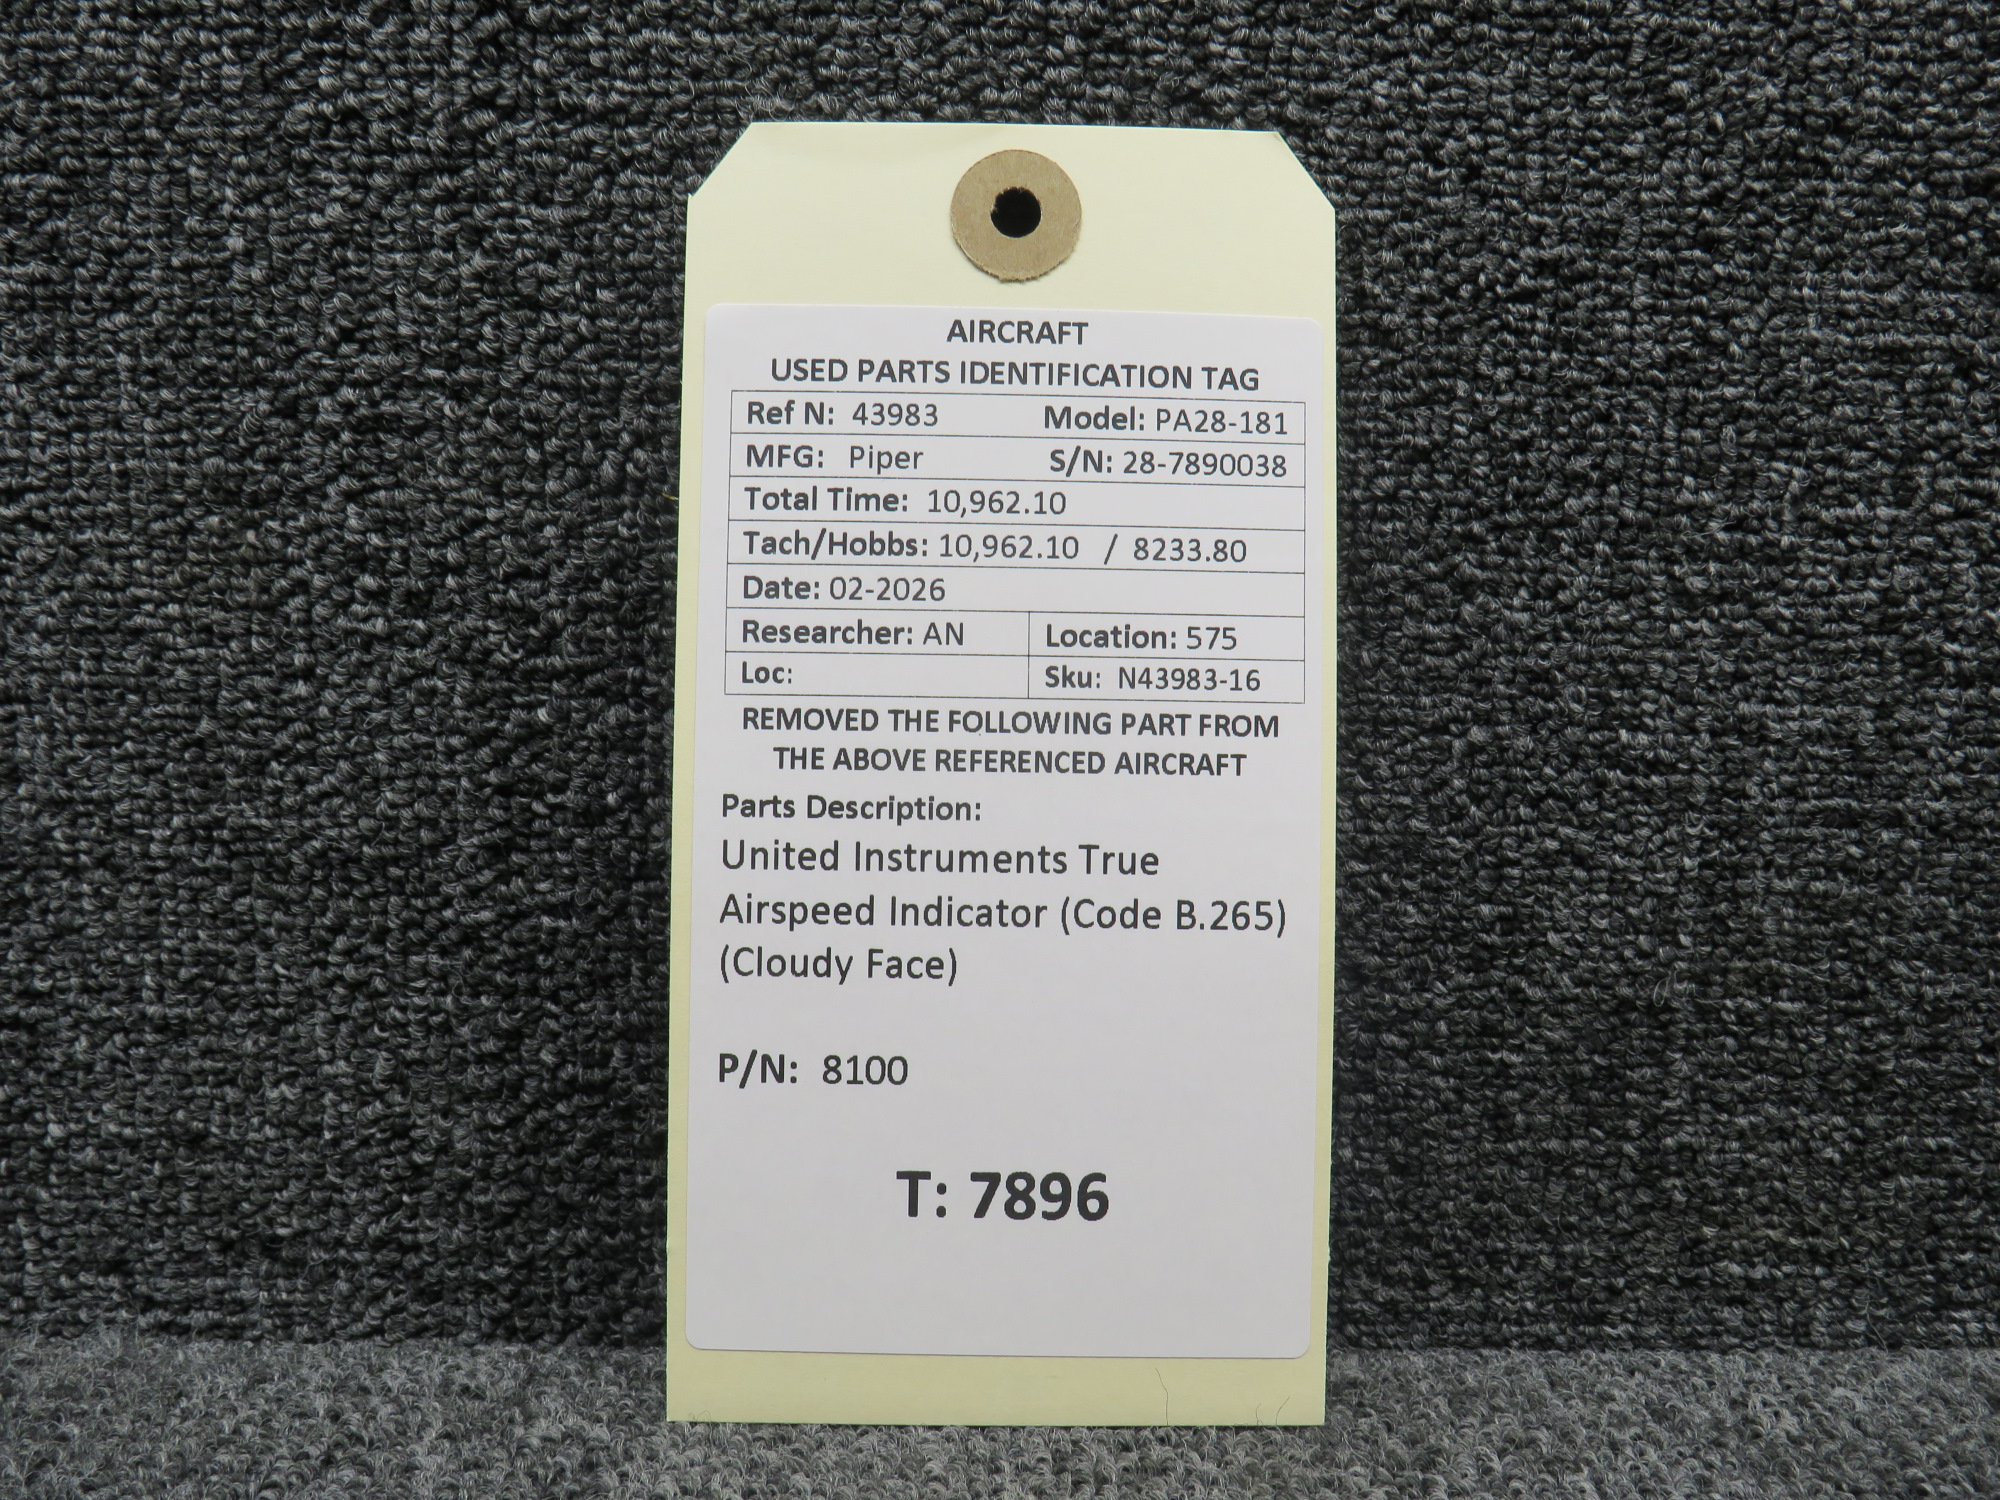 AIRCRAFT
USED PARTS IDENTIFICATION TAG
Ref N: 43983 Model: PA28-181
MFG: Piper S/N: 28-7890038
Total Time: 10,962.10
Tach/Hobbs: 10,962.10 / 8233.80
Date: 02-2026
Researcher: AN Location: 575
Loc: Sku: N43983-16
REMOVED THE FOLLOWING PART FROM
THE ABOVE REFERENCED AIRCRAFT
Parts Description:
United Instruments True
Airspeed Indicator (Code B.265)
(Cloudy Face)
P/N: 8100
T: 7896